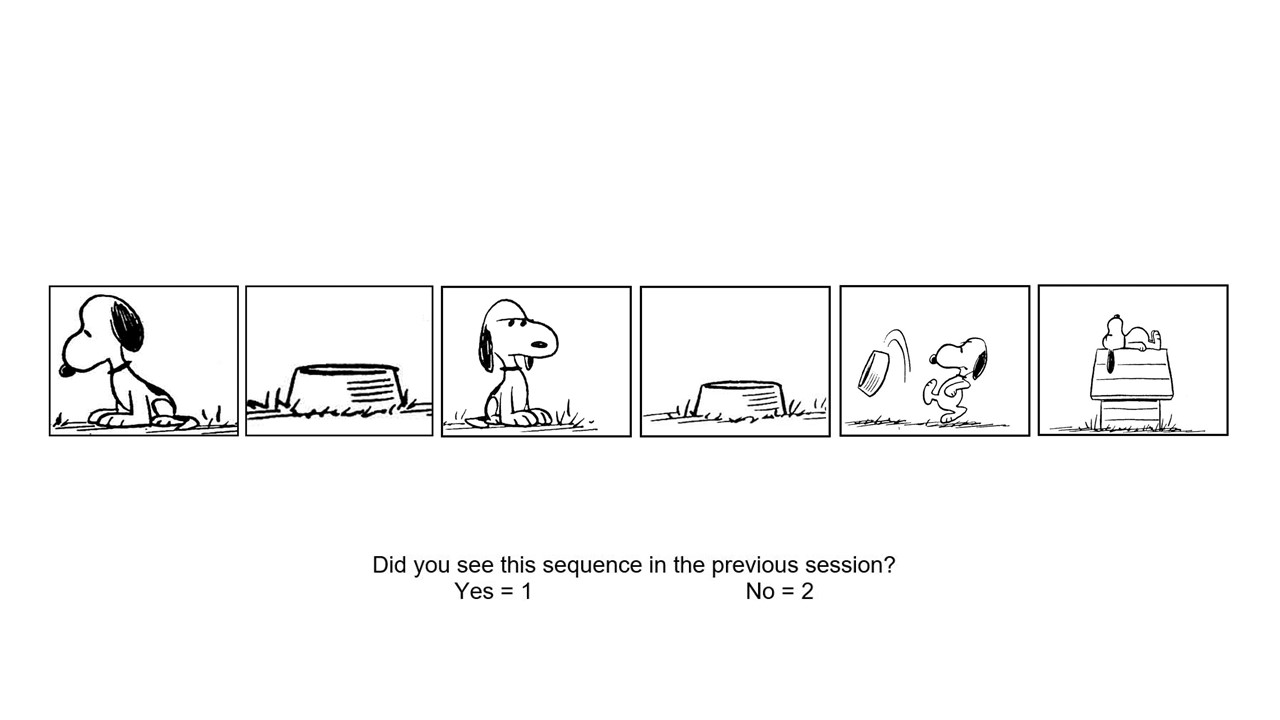 Did you see this sequence in the previous session?
Yes = 1 No = 2